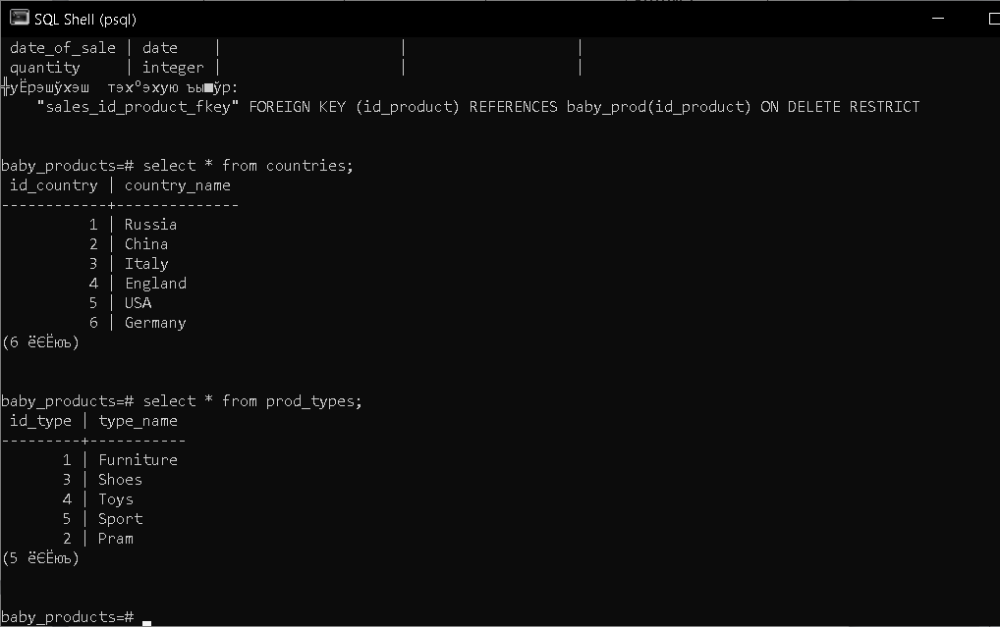 SQL Shell (psql)
date_of_sale | date | | |
quantity | integer | | |
╬уЁрэшўхэш  тэх°эхую ъы■ўр:
"sales_id_product_fkey" FOREIGN KEY (id_product) REFERENCES baby_prod(id_product) ON DELETE RESTRICT
baby_products=# select * from countries;
id_country | country_name
------------+--------------
1 | Russia
2 | China
3 | Italy
4 | England
5 | USA
6 | Germany
(6 ёЄЁюъ)
baby_products=# select * from prod_types;
id_type | type_name
---------+-----------
1 | Furniture
3 | Shoes
4 | Toys
5 | Sport
2 | Pram
(5 ёЄЁюъ)
baby_products=#